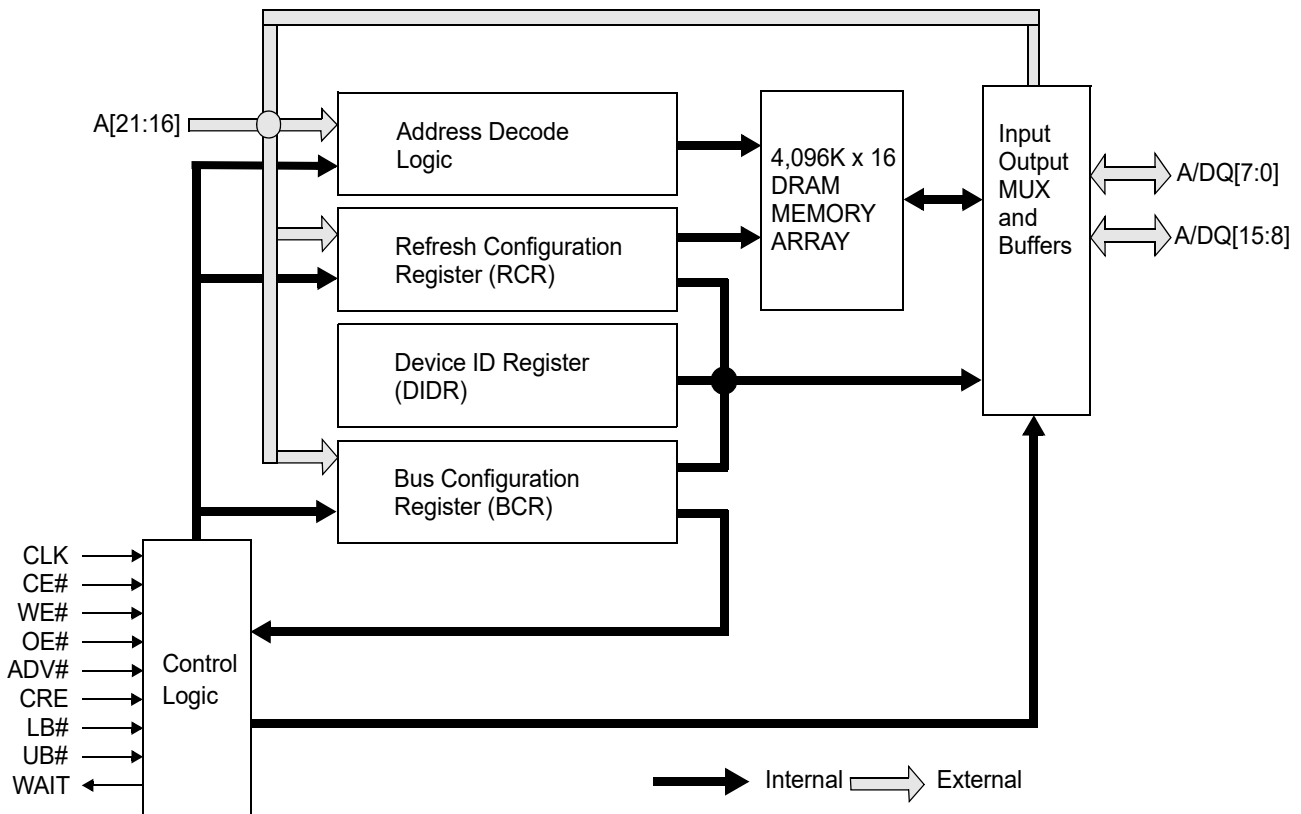 A[21:16]
Address Decode
Logic
4,096K x 16
DRAM
MEMORY
ARRAY
Input
Output
MUX
and
Buffers
A/DQ[7:0]
A/DQ[15:8]
Refresh Configuration
Register (RCR)
Device ID Register
(DIDR)
Bus Configuration
Register (BCR)
CLK
CE#
WE#
OE#
ADV#
CRE
LB#
UB#
WAIT
Control
Logic
Internal
External